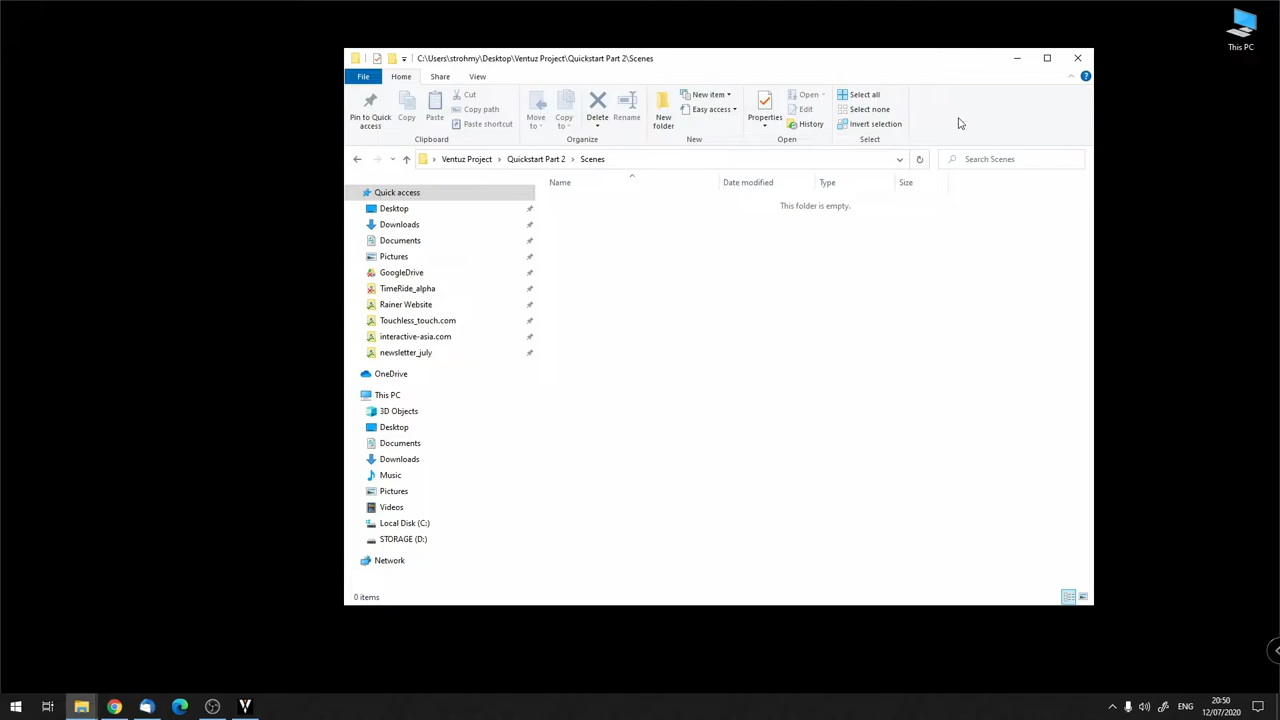 This PC
C:\Users\strohmy\Desktop\Ventuz Project\Quickstart Part 2\Scenes
File
Home
Share
View
Pin to Quick
access
Copy
Paste
Cut
Copy path
Paste shortcut
Clipboard
Move
to
Copy
to
Delete
Rename
Organize
New
folder
New item
Easy access
New
Properties
Open
Edit
History
Open
Select all
Select none
Invert selection
Select
Ventuz Project
Quickstart Part 2
Scenes
Search Scenes
Name
Date modified
Type
Size
This folder is empty.
Quick access
Desktop
Downloads
Documents
Pictures
GoogleDrive
TimeRide_alpha
Rainer Website
Touchless_touch.com
interactive-asia.com
newsletter_july
OneDrive
This PC
3D Objects
Desktop
Documents
Downloads
Music
Pictures
Videos
Local Disk (C:)
STORAGE (D:)
Network
0 items
ENG
20:50
12/07/2020